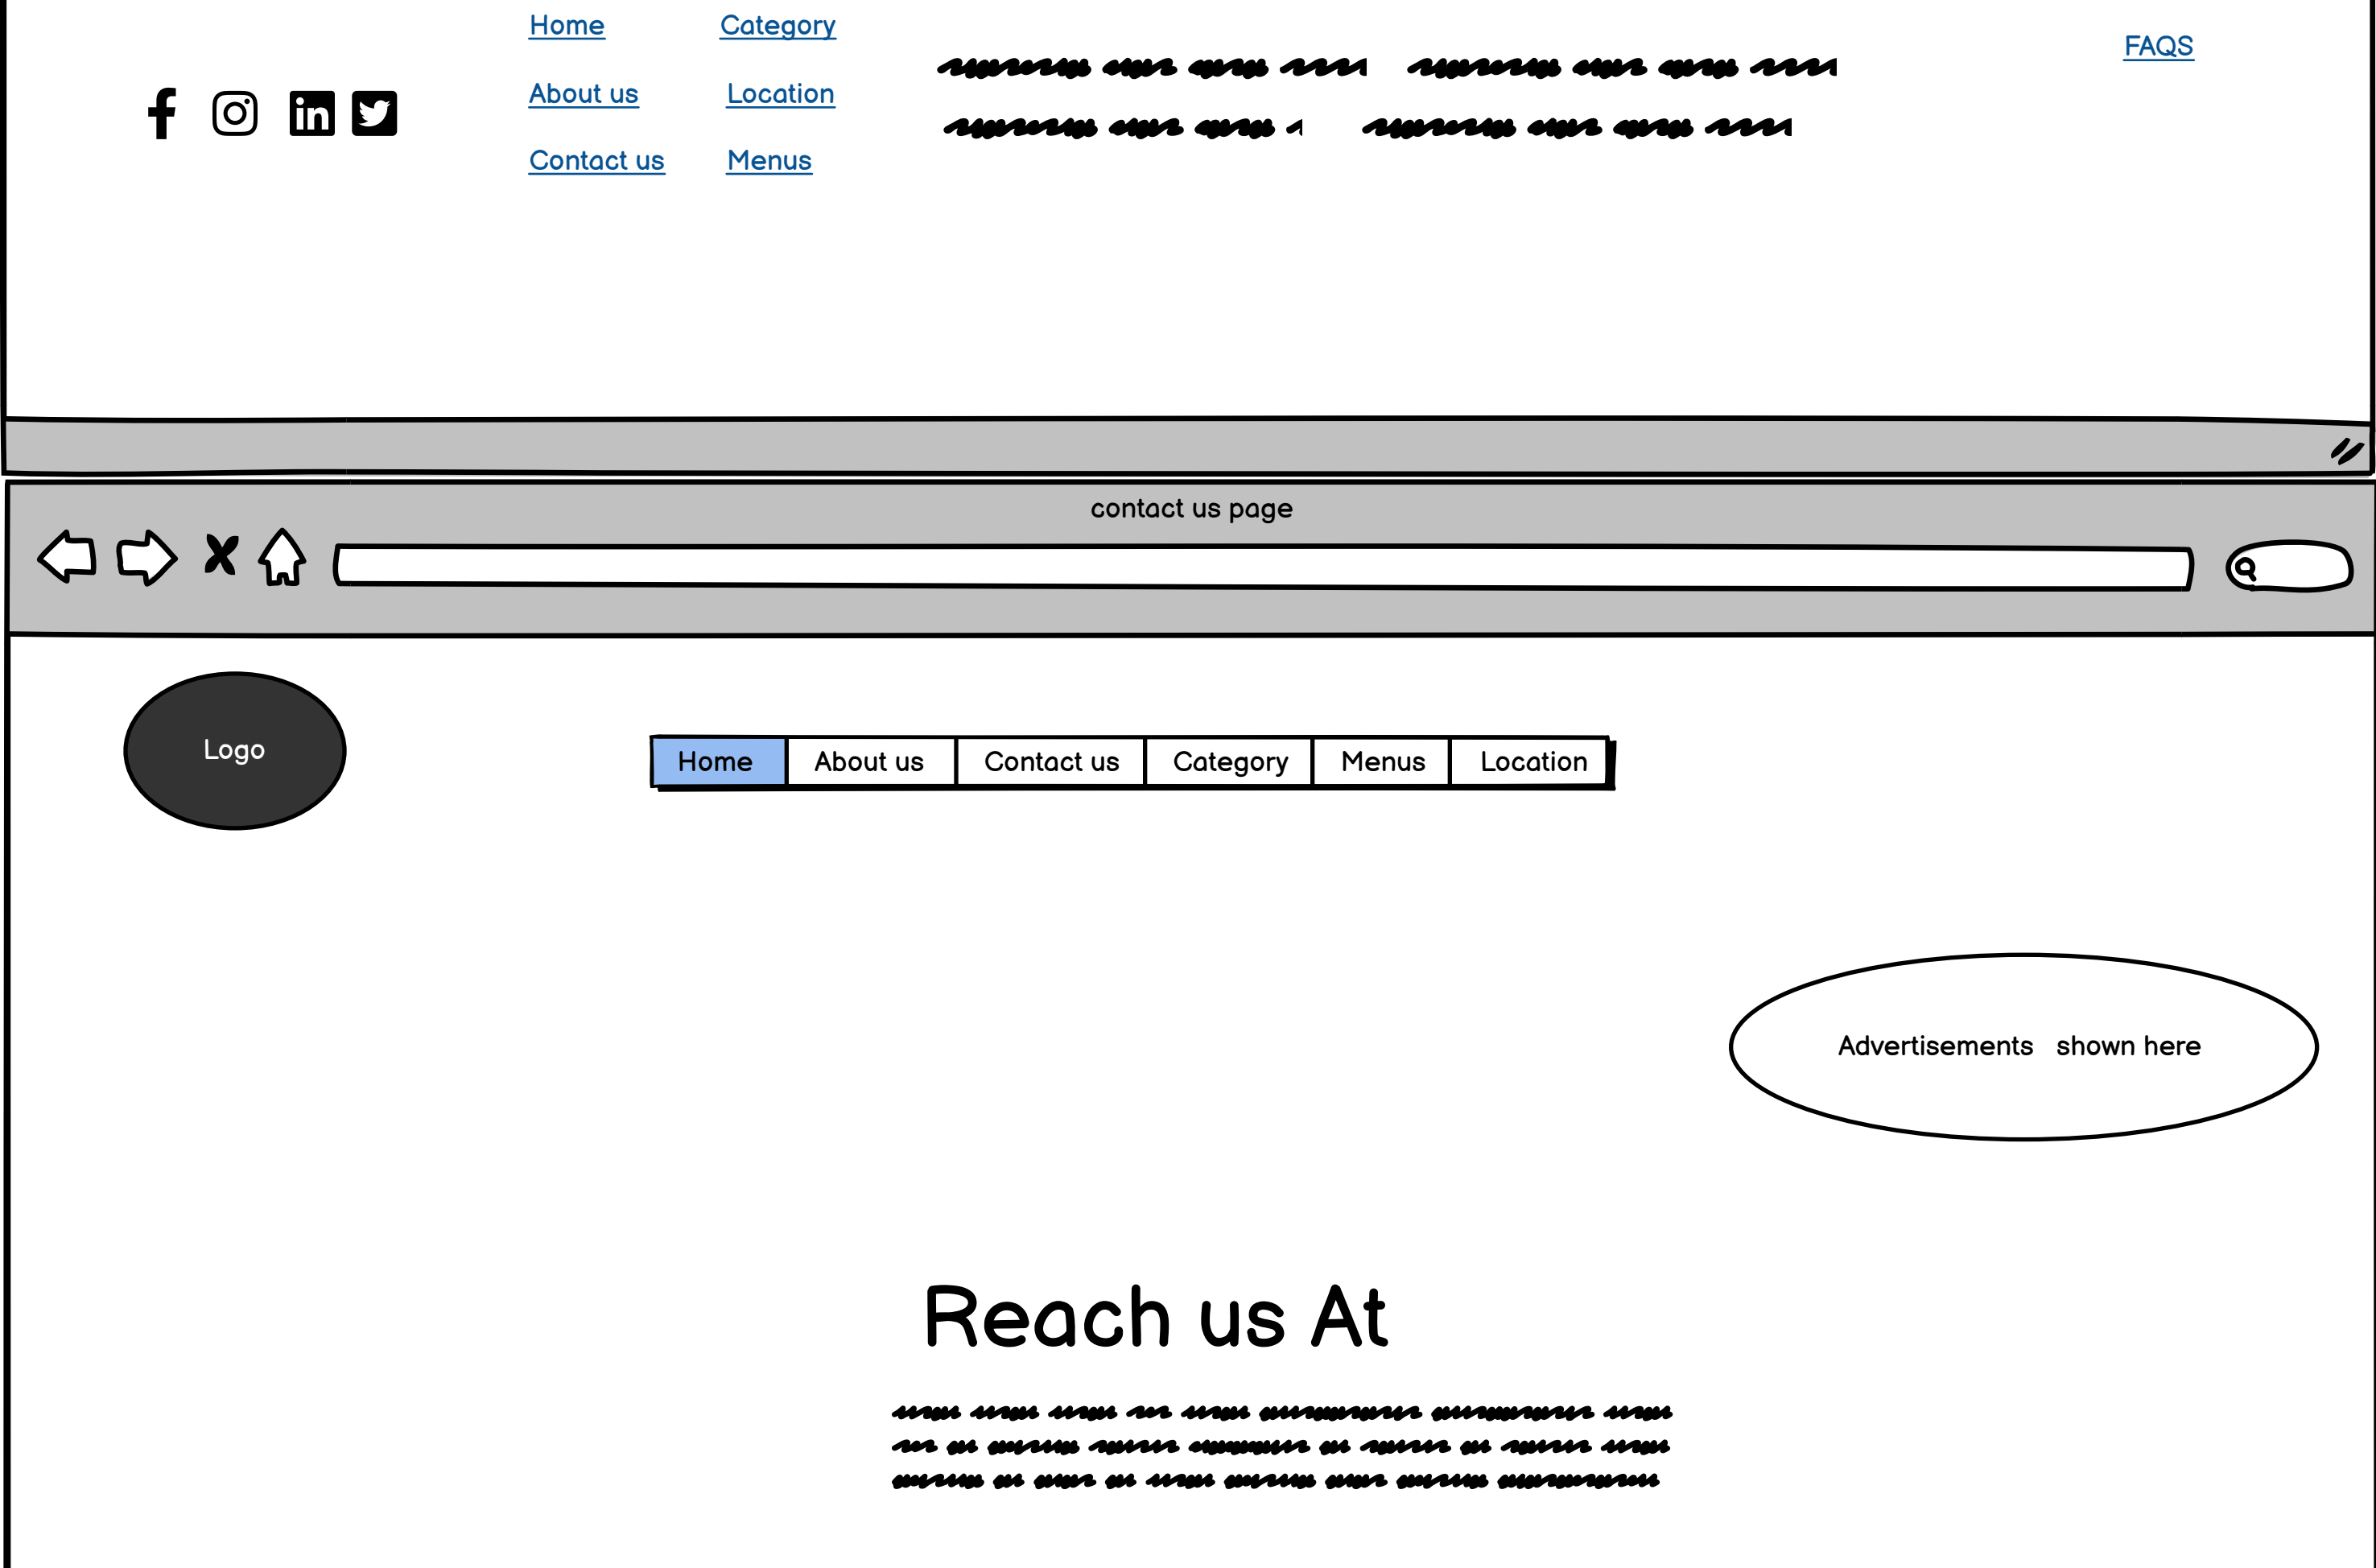 Home Category
FAQS
About us Location
Contact us Menus
contact us page
Logo
Home About us Contact us Category Menus Location
Advertisements shown here
Reach us At